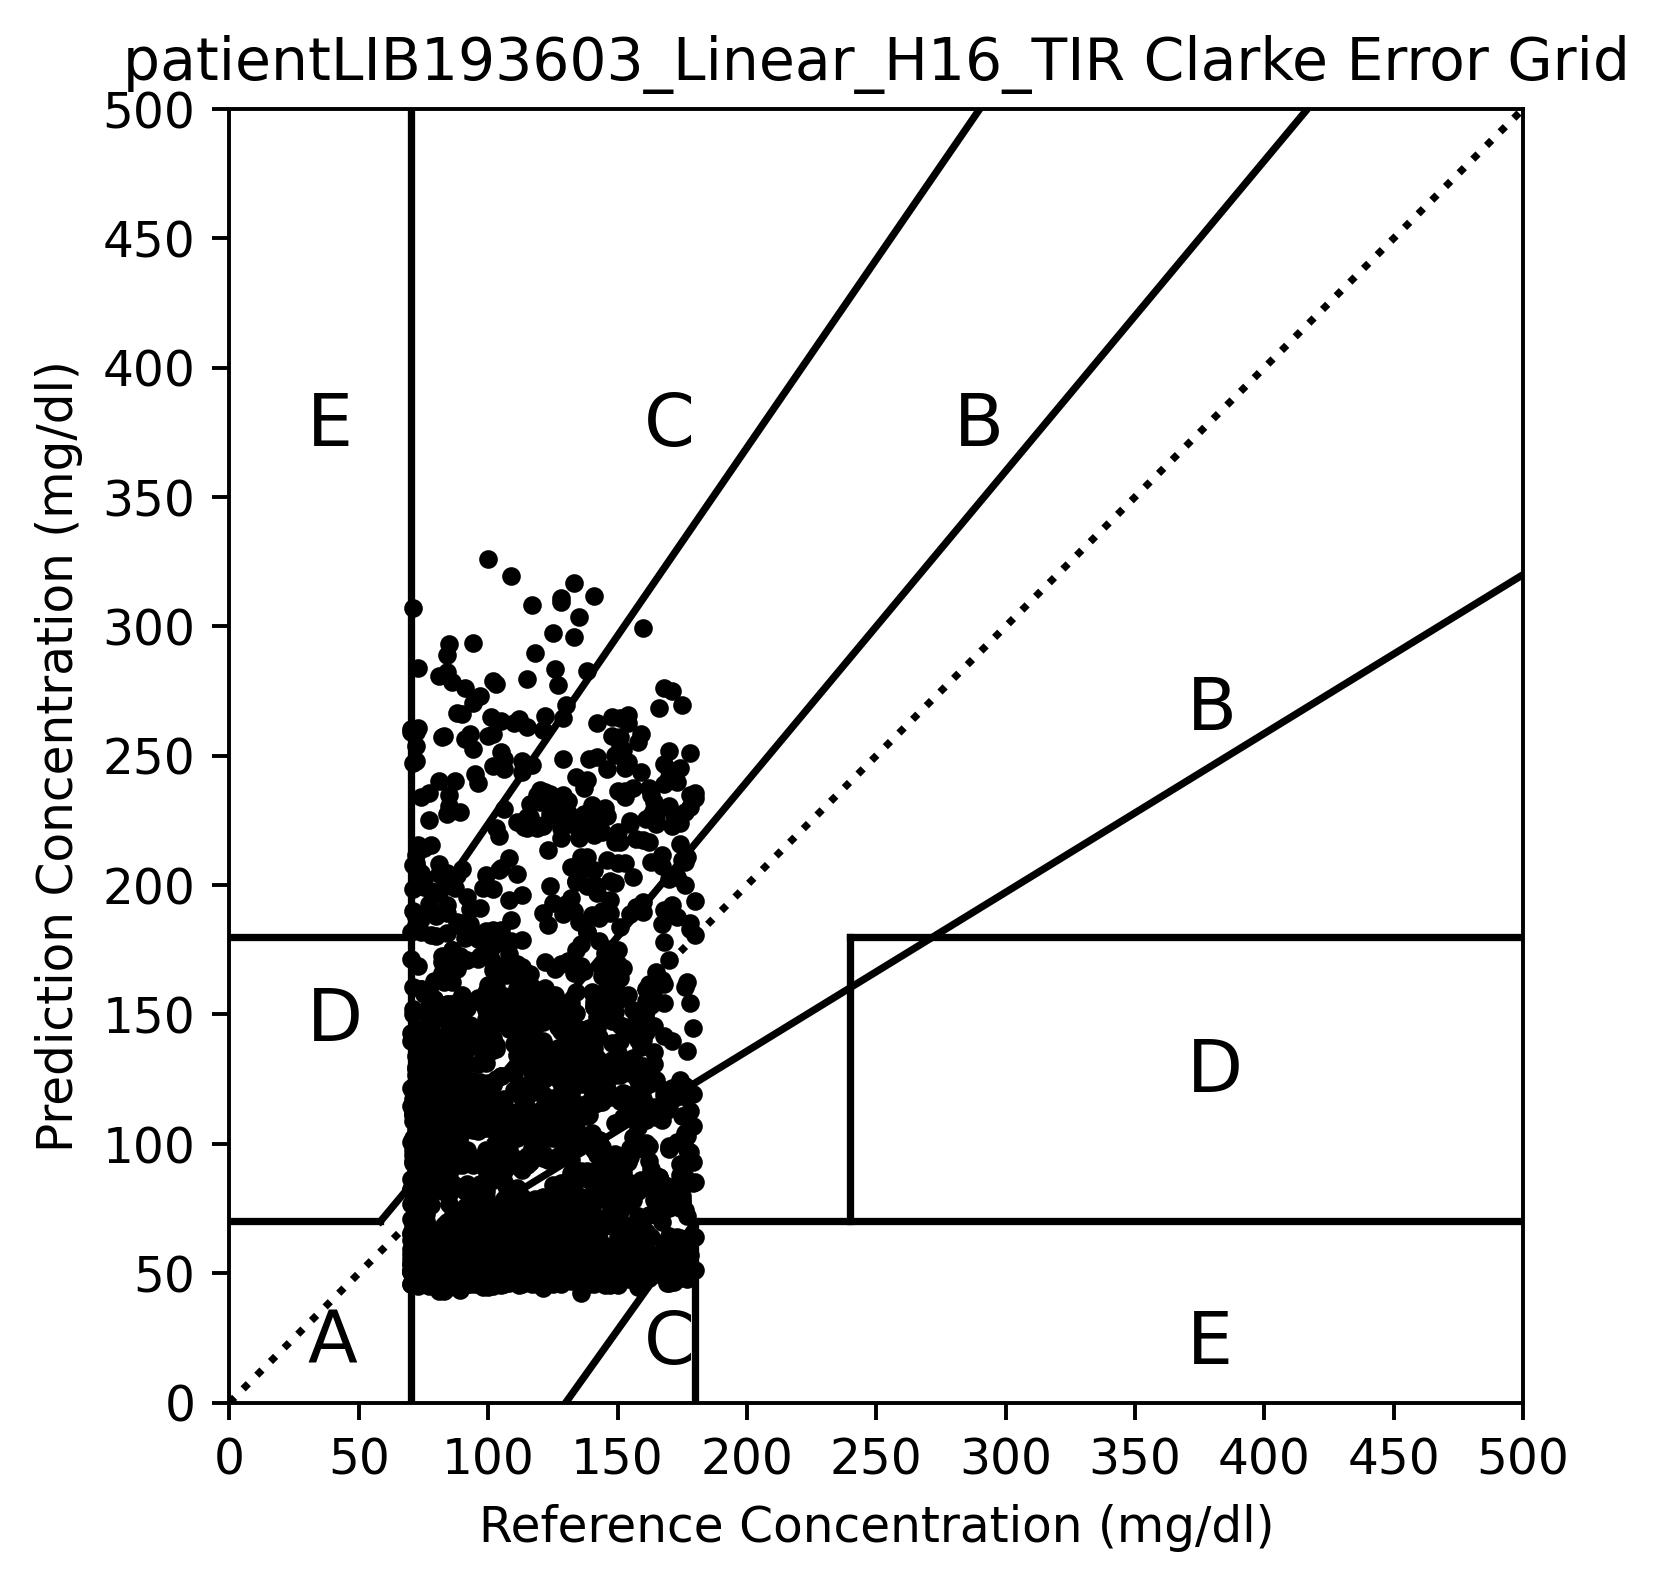 patientLIB193603_Linear_H16_TIR Clarke Error Grid
500
450
400
350
300
250
200
150
100
50
0
Prediction Concentration (mg/dl)
E
C
B
B
D
D
A
C
E
0 50 100 150 200 250 300 350 400 450 500
Reference Concentration (mg/dl)